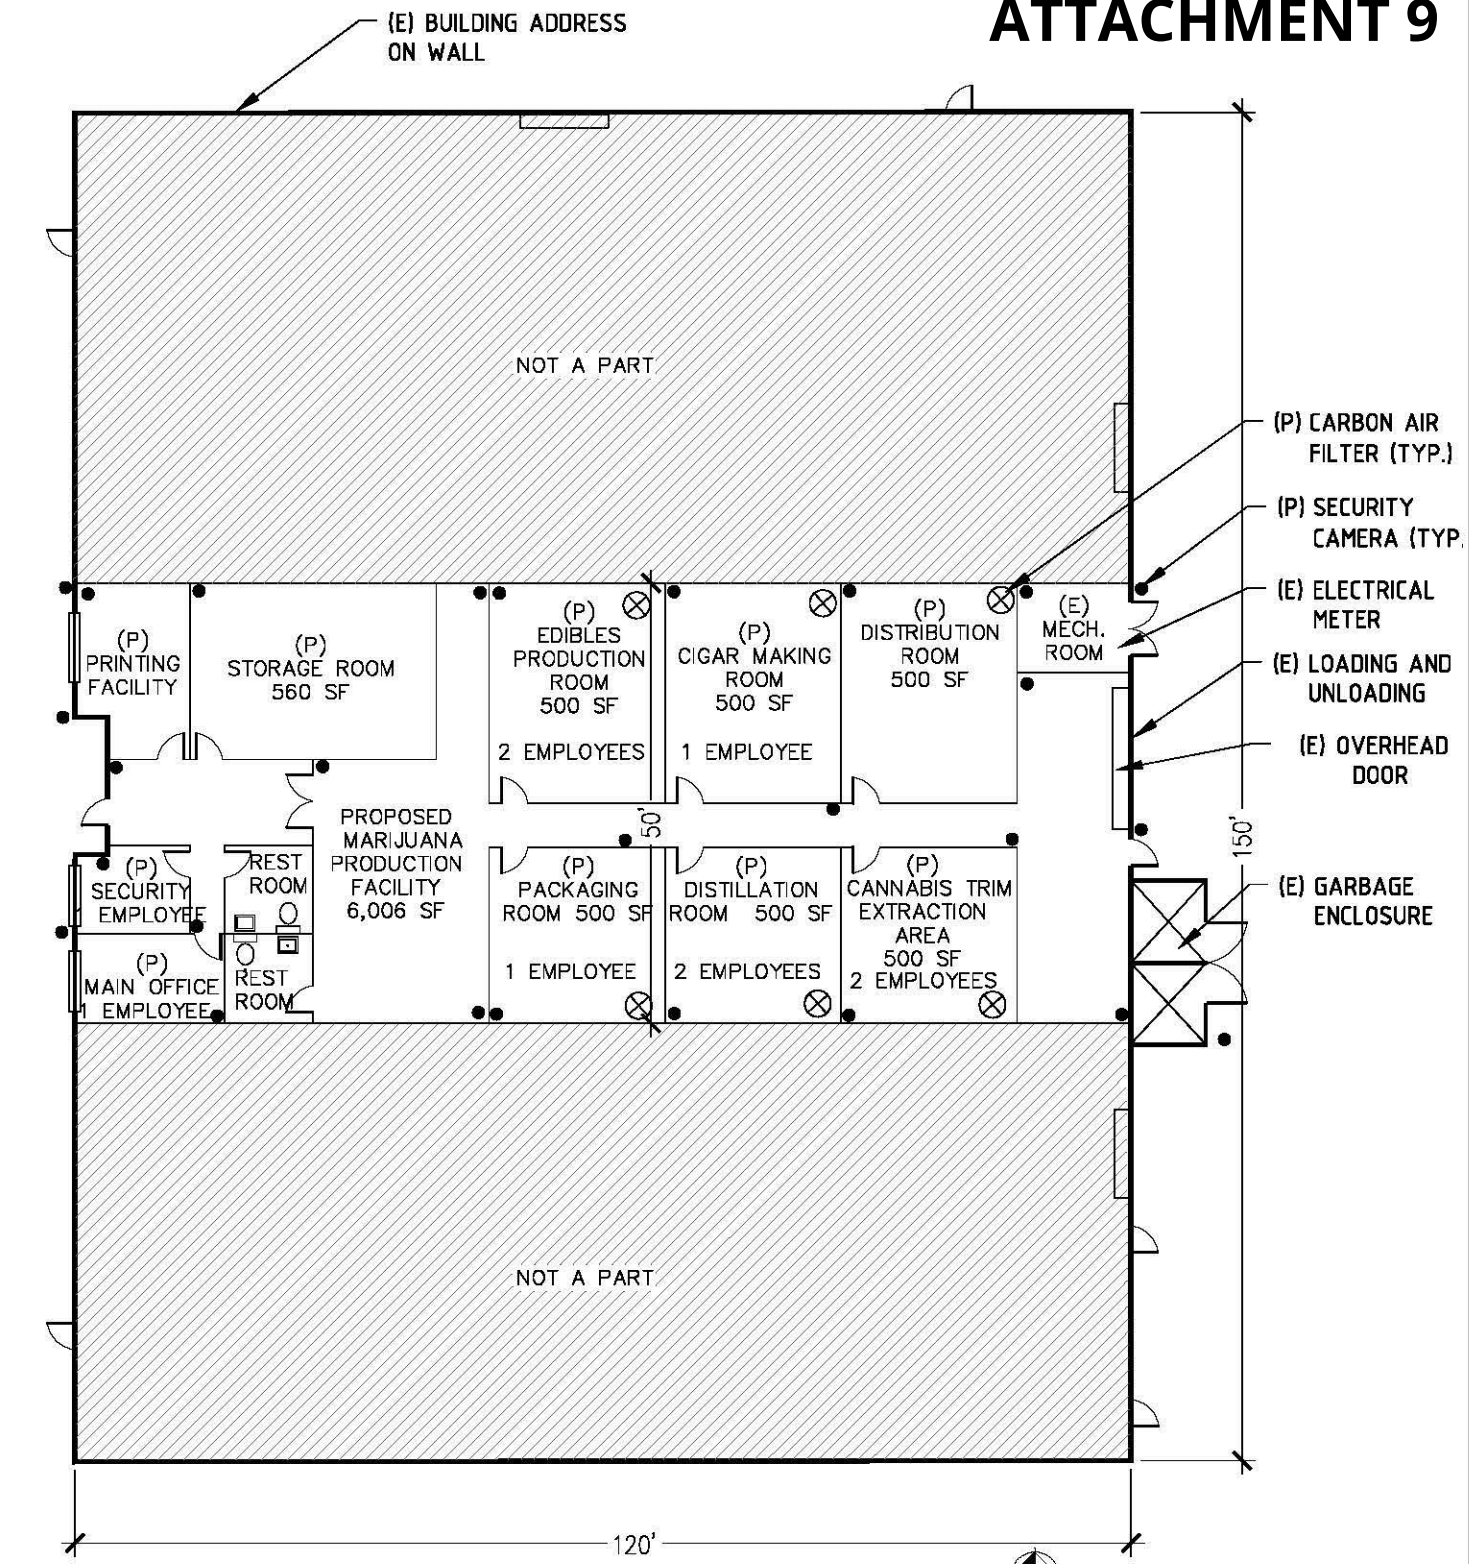 ATTACHMENT 9
(E) BUILDING ADDRESS
ON WALL
NOT A PART
(P) CARBON AIR
FILTER (TYP.)
(P) SECURITY
CAMERA (TYP.
(E) ELECTRICAL
METER
(E) LOADING AND
UNLOADING
(E) OVERHEAD
DOOR
(E) GARBAGE
ENCLOSURE
(P)
PRINTING
FACILITY
(P)
STORAGE ROOM
560 SF
(P)
EDIBLES
PRODUCTION
ROOM
500 SF
2 EMPLOYEES
(P)
CIGAR MAKING
ROOM
500 SF
1 EMPLOYEE
(P)
DISTRIBUTION
ROOM
500 SF
(E)
MECH.
ROOM
PROPOSED
MARIJUANA
PRODUCTION
FACILITY
6,006 SF
50'
150'
(P)
SECURITY
EMPLOYEE
REST
ROOM
(P)
MAIN OFFICE
1 EMPLOYEE
REST
ROOM
(P)
PACKAGING
ROOM 500 SF
1 EMPLOYEE
(P)
DISTILLATION
ROOM 500 SF
2 EMPLOYEES
(P)
CANNABIS TRIM
EXTRACTION
AREA
500 SF
2 EMPLOYEES
NOT A PART
120'